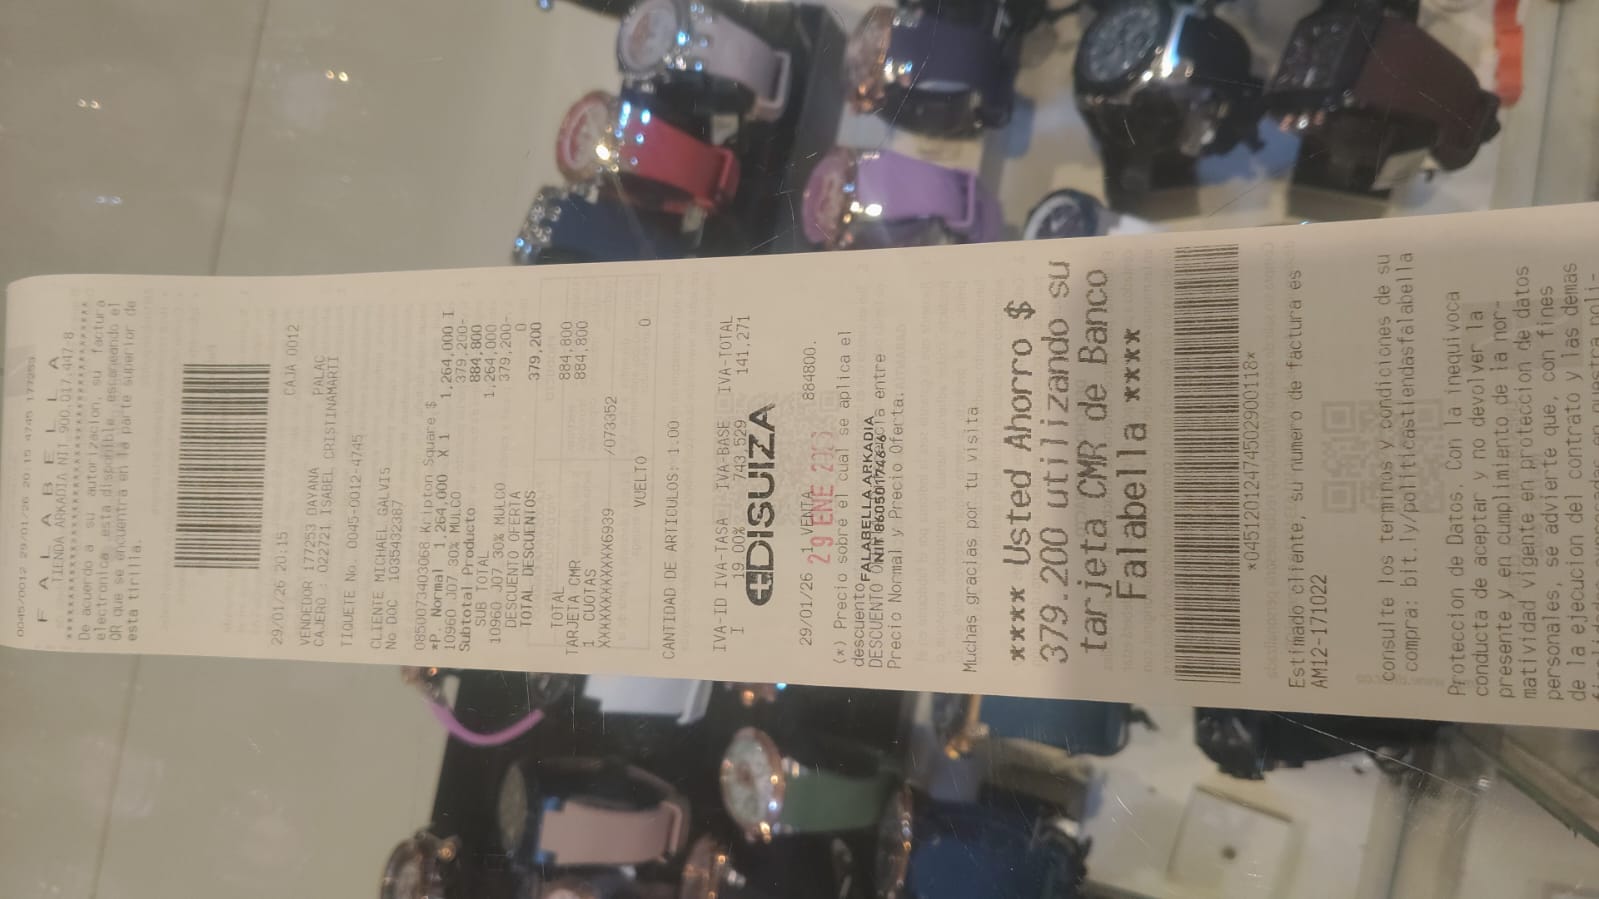 0045/0012 29/01/26 20:15 4745 177253
F A L A B E L L A
TIENDA ARKADIA NIT 900.017.447.8
De acuerdo a su autorizacion, su factura
electronica esta disponible, escaneando el
QR que se encuentra en la parte superior de
esta tirilla.
29/01/26 20:15 CAJA 0012
VENDEDOR 177253 DAYANA PALAC
CAJERO : 022721 ISABEL CRISTINAMARTI
TIQUETE No. 0045-0012-4745
CLIENTE MICHAEL GALVIS
No DOC 1035432387
0850073403068 Kripton Square $
*P. Normal 1.264,000 X 1 1,264,000 I
10960 J07 30% MULCO 379,200-
Subtotal Producto 884,800
SUB TOTAL 1,264,000
10960 J07 30% MULCO 379,200-
DESCUENTO OFERTA 0
TOTAL DESCUENTOS 379,200
TOTAL 884,800
TARJETA CMR 884,800
1 CUOTAS
XXXXXXXXXXXX6939 /073352
VUELTO 0
CANTIDAD DE ARTICULOS: 1.00
IVA-ID IVA-TASA IVA-BASE IVA-TOTAL
I 19.00% 743,529 141.271
DISUIZA
29/01/26 21 VENTA 884800.
29 ENE
(*) Precio sobre el cual se aplica el
descuento
FALABELLA ARKADIA
DESCUENTO
NIT
entre
Precio Normal y Precio Oferta.
Muchas gracias por tu visita
**** Usted Ahorro $
379.200 utilizando su
tarjeta CMR de Banco
Falabella ****
*04512012474502900118*
Estimado cliente, su numero de factura es
AM12-171022
consulte los terminos y condiciones de su
compra: bit.ly/politicastiendasfalabella
Proteccion de Datos. Con la inequivoca
conducta de aceptar y no devolver la
presente y en cumplimiento de la nor-
matividad vigente en proteccion de datos
personales, se advierte que, con fines
de la ejecucion del contrato y las demas